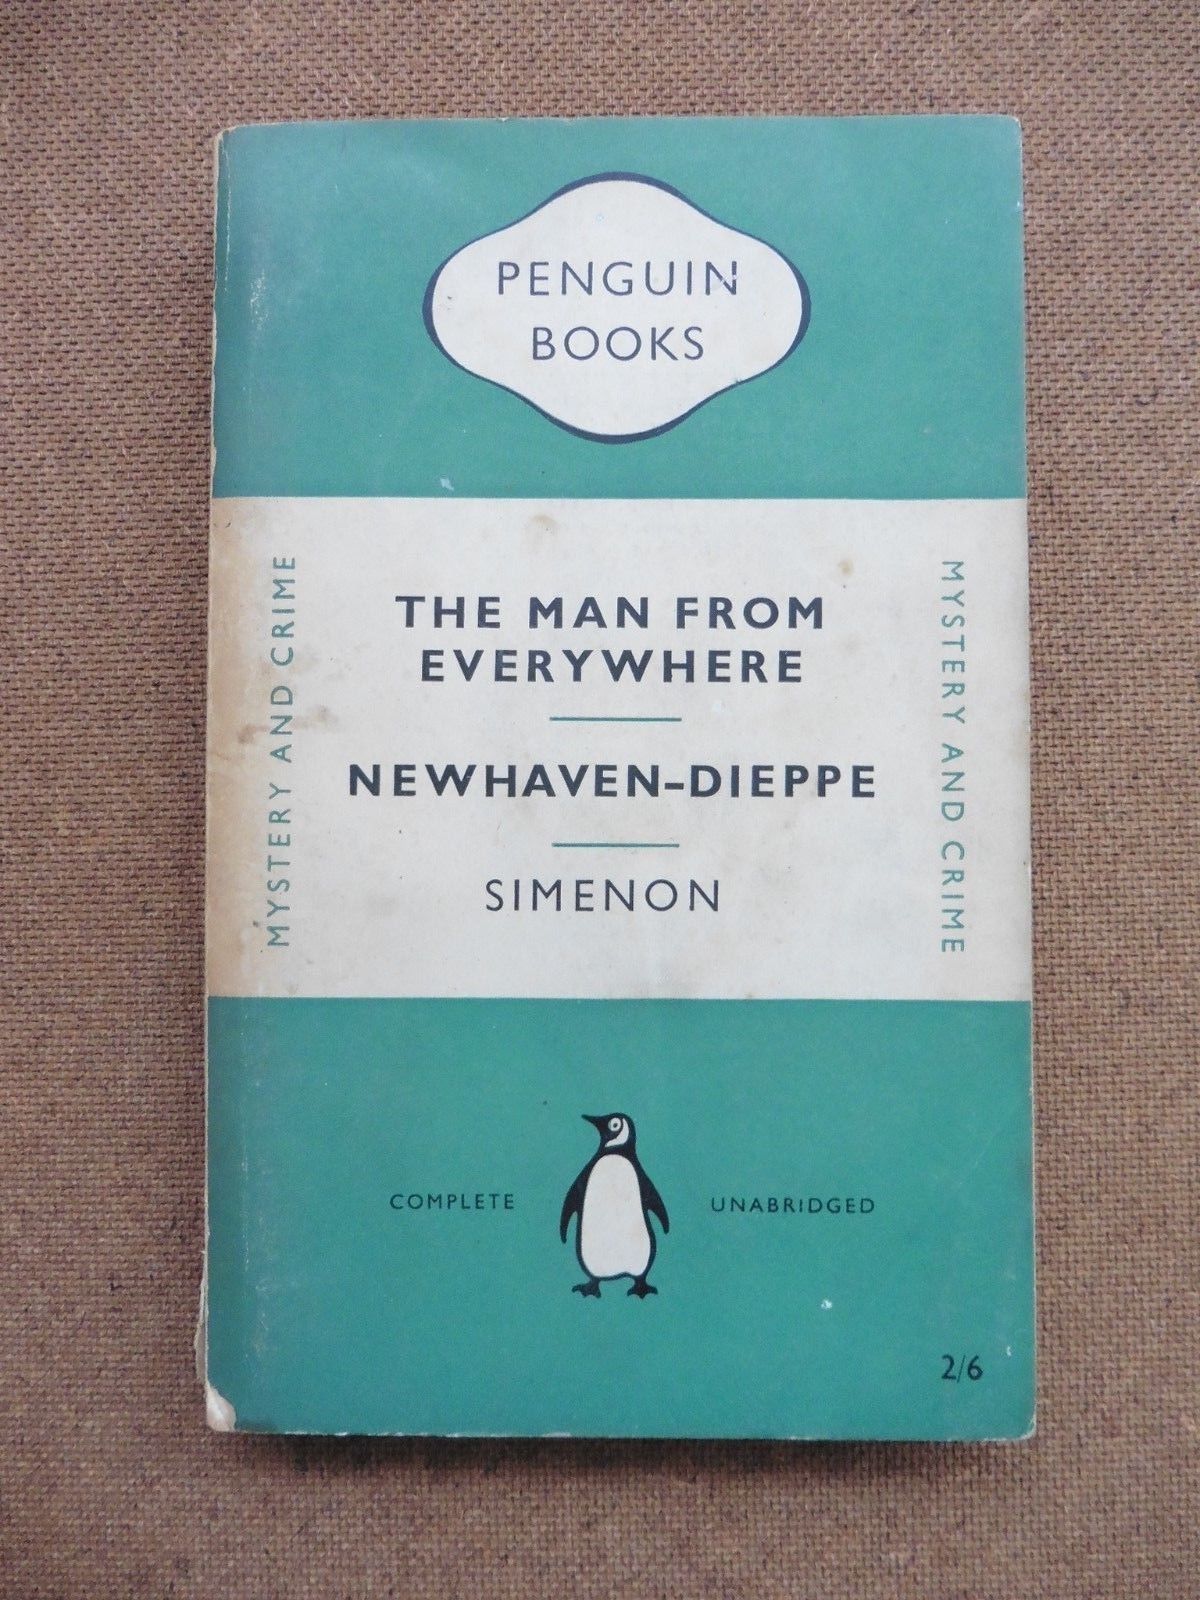 PENGUIN
BOOKS
MYSTERY AND CRIME
THE MAN FROM
EVERYWHERE
NEWHAVEN-DIEPPE
SIMENON
MYSTERY AND CRIME
COMPLETE
UNABRIDGED
2/6